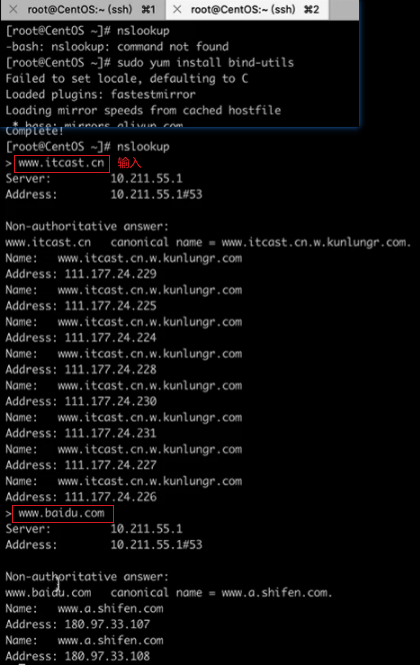 root@CentOS:~ (ssh) ⌘1 root@CentOS:~ (ssh) ⌘2
[root@CentOS ~]# nslookup
-bash: nslookup: command not found
[root@CentOS ~]# sudo yum install bind-utils
Failed to set locale, defaulting to C
Loaded plugins: fastestmirror
Loading mirror speeds from cached hostfile
* base: mirrors.aliyun.com
Complete!
[root@CentOS ~]# nslookup
> www.itcast.cn 输入
Server: 10.211.55.1
Address: 10.211.55.1#53
Non-authoritative answer:
www.itcast.cn canonical name = www.itcast.cn.w.kunlungr.com.
Name: www.itcast.cn.w.kunlungr.com
Address: 111.177.24.229
Name: www.itcast.cn.w.kunlungr.com
Address: 111.177.24.225
Name: www.itcast.cn.w.kunlungr.com
Address: 111.177.24.224
Name: www.itcast.cn.w.kunlungr.com
Address: 111.177.24.228
Name: www.itcast.cn.w.kunlungr.com
Address: 111.177.24.230
Name: www.itcast.cn.w.kunlungr.com
Address: 111.177.24.231
Name: www.itcast.cn.w.kunlungr.com
Address: 111.177.24.227
Name: www.itcast.cn.w.kunlungr.com
Address: 111.177.24.226
> www.baidu.com
Server: 10.211.55.1
Address: 10.211.55.1#53
Non-authoritative answer:
www.baidu.com canonical name = www.a.shifen.com.
Name: www.a.shifen.com
Address: 180.97.33.107
Name: www.a.shifen.com
Address: 180.97.33.108